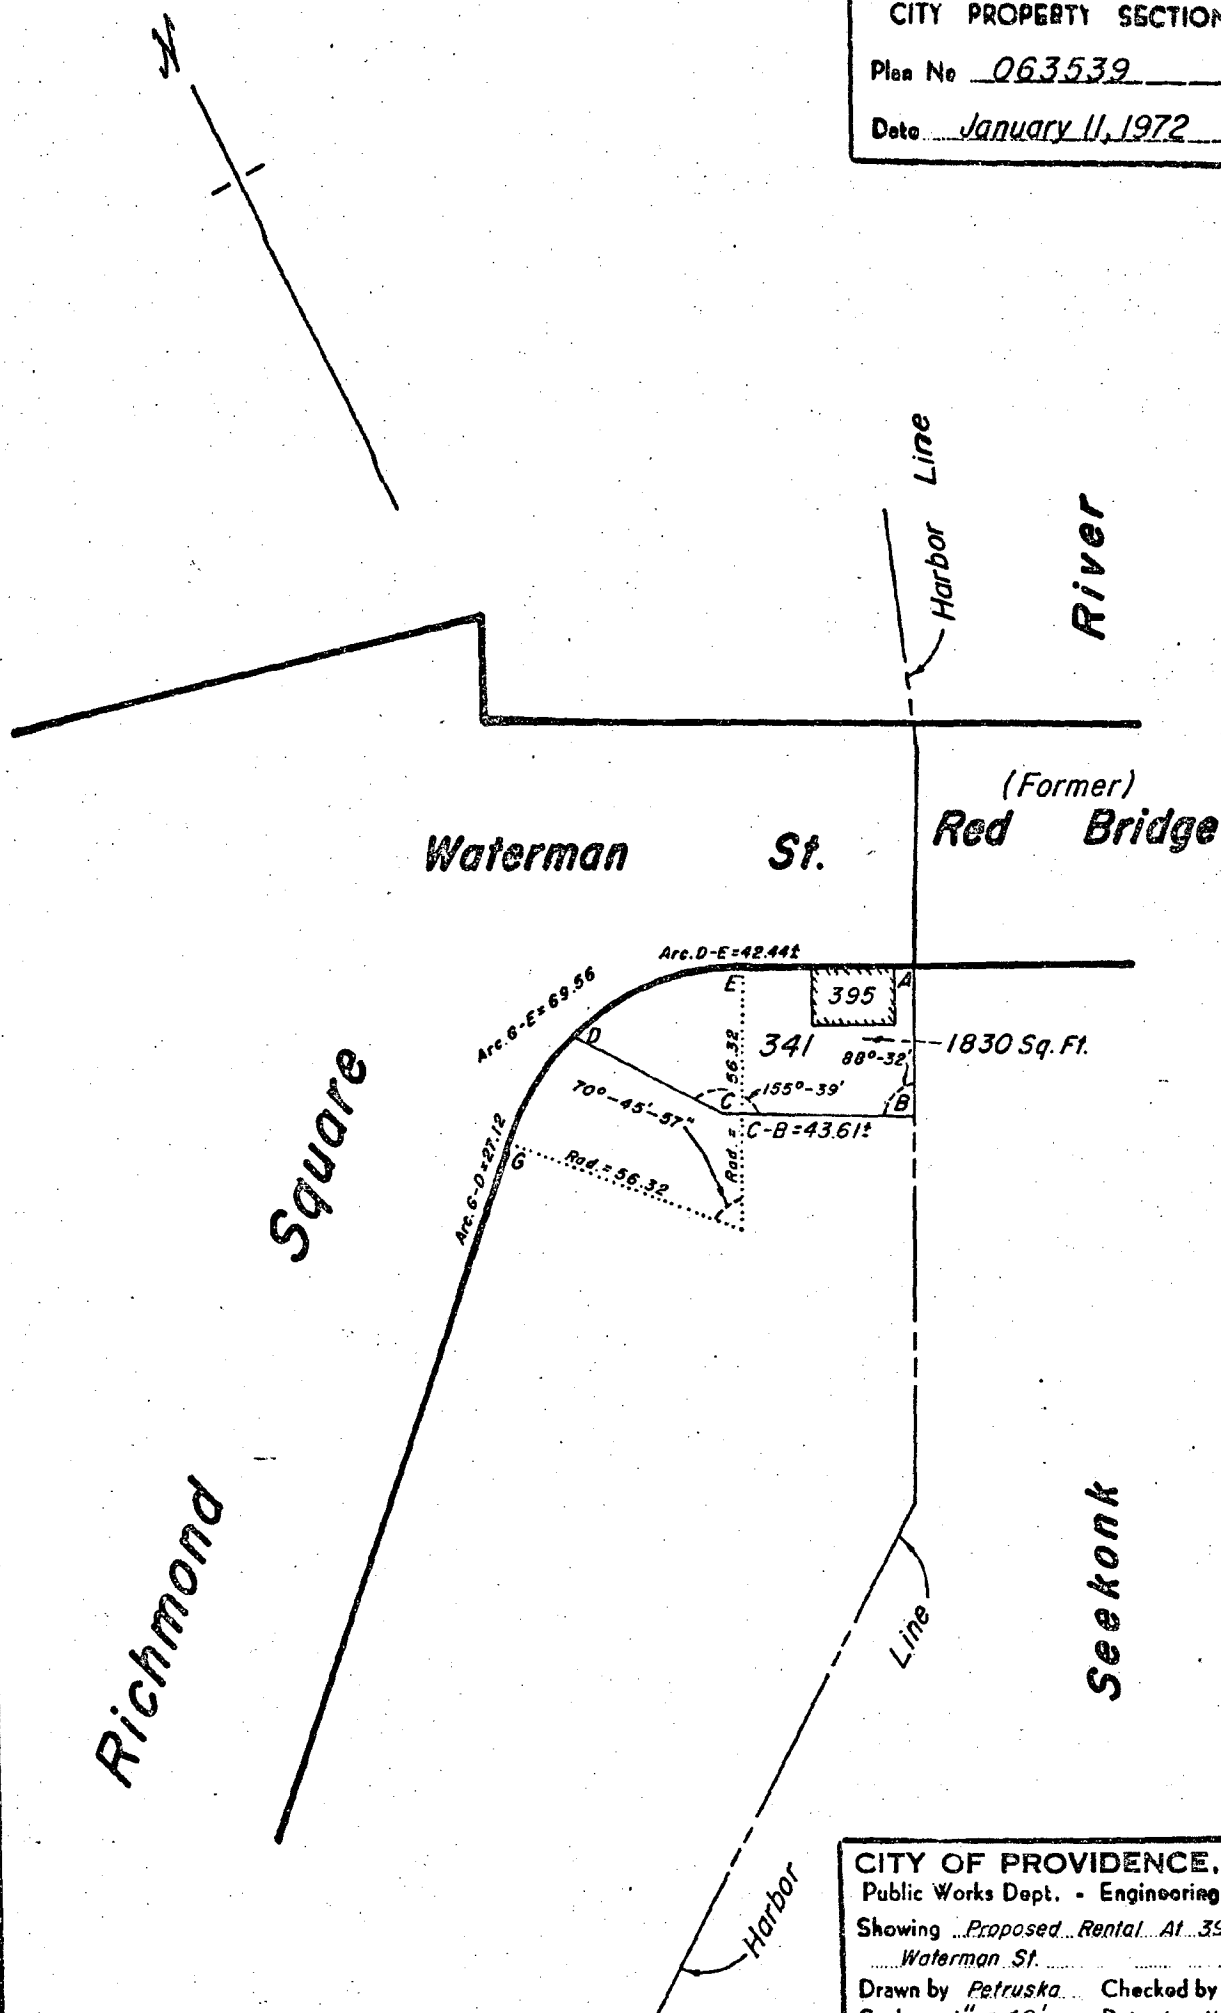 CITY PROPERTY SECTION
Plan No 063539
Date January 11, 1972
N
Harbor Line
River
(Former)
Red Bridge
Waterman St.
Arc. D-E=42.44±
Arc. G-E=69.56
E
395
A
D
341
1830 Sq. Ft.
88°-32'
56.32
70°-45'-57"
C
155°-39'
B
C-B=43.61±
Rad. =
Arc. G-D=27.12
G
Rad. = 56.32
Square
Richmond
Seekonk
Line
Harbor
CITY OF PROVIDENCE,
Public Works Dept. - Engineering
Showing Proposed Rental At 39
Waterman St.
Drawn by Petruska Checked by